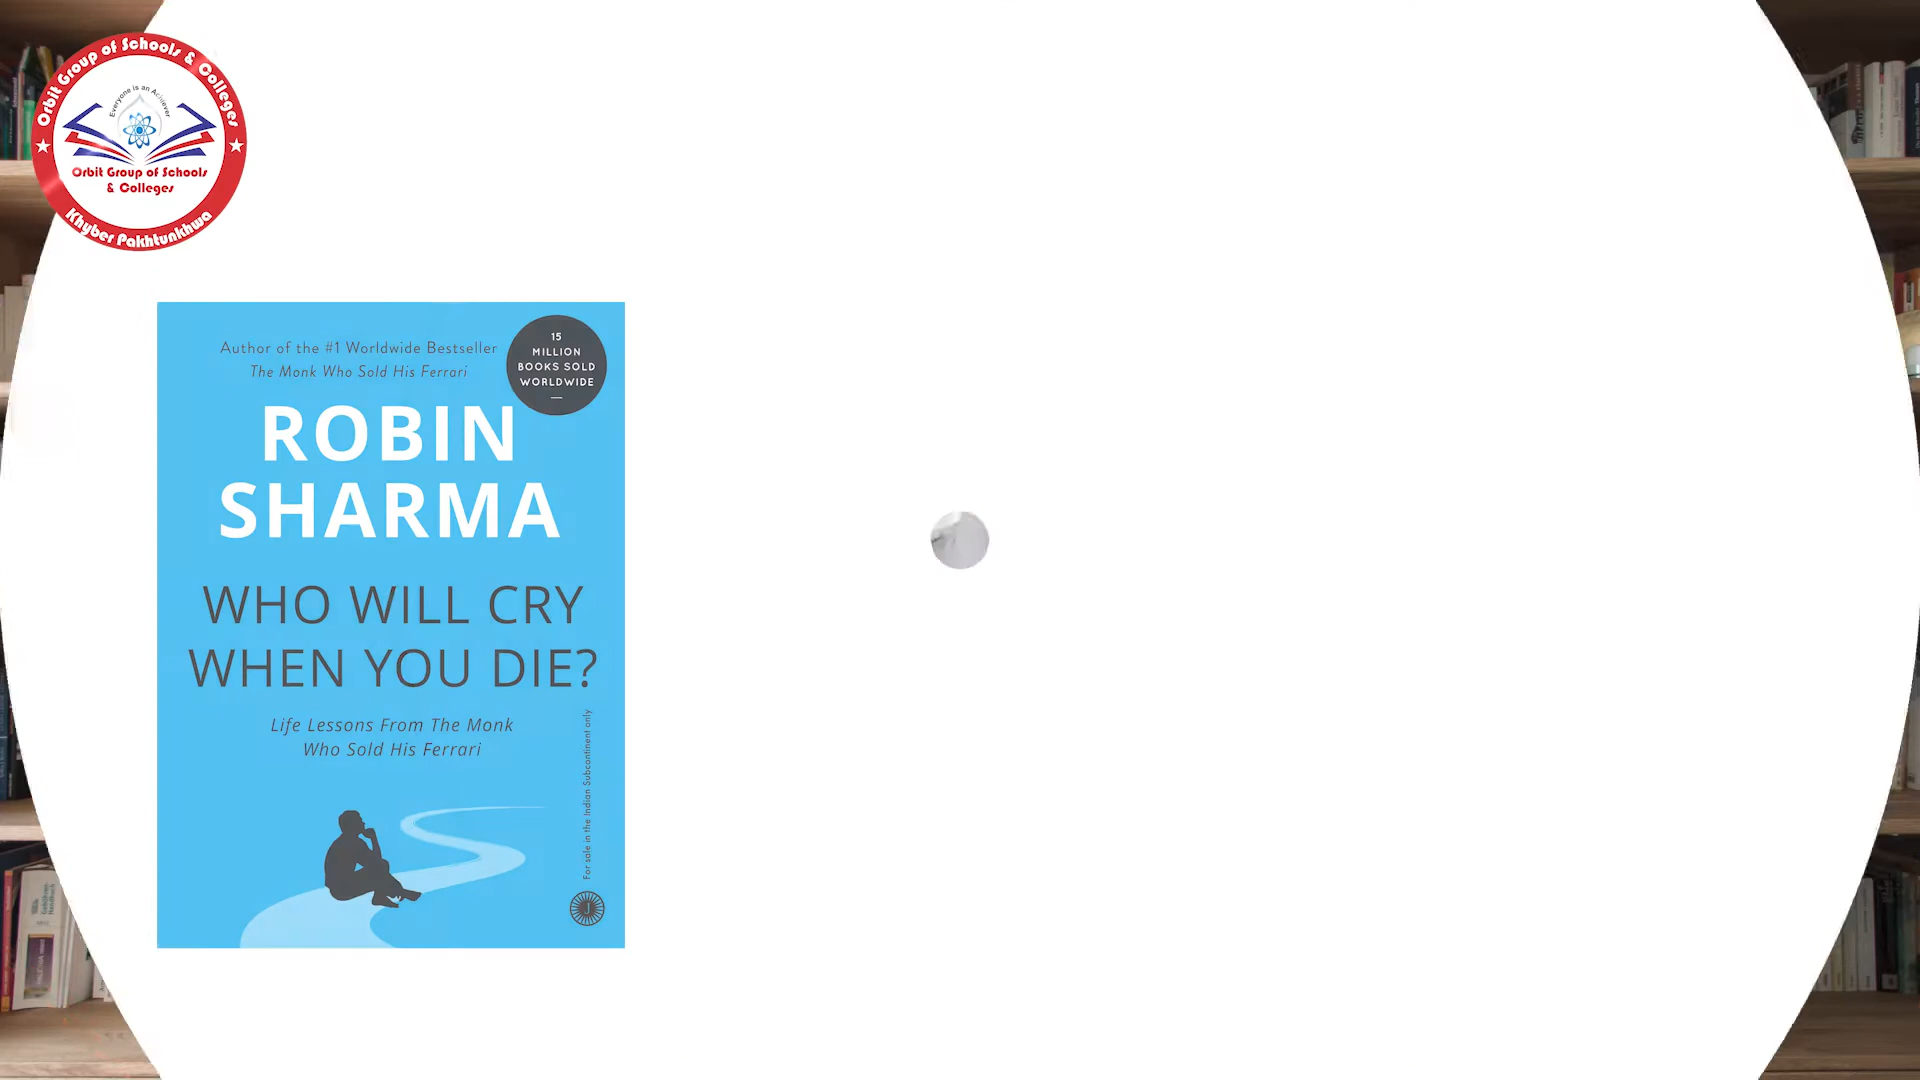 Orbit Group of Schools & Colleges
Everyone is an Achiever
Orbit Group of Schools
& Colleges
Khyber Pakhtunkhwa
Author of the #1 Worldwide Bestseller
The Monk Who Sold His Ferrari
15
MILLION
BOOKS SOLD
WORLDWIDE
ROBIN
SHARMA
WHO WILL CRY
WHEN YOU DIE?
Life Lessons From The Monk
Who Sold His Ferrari
For sale in the Indian Subcontinent only
J